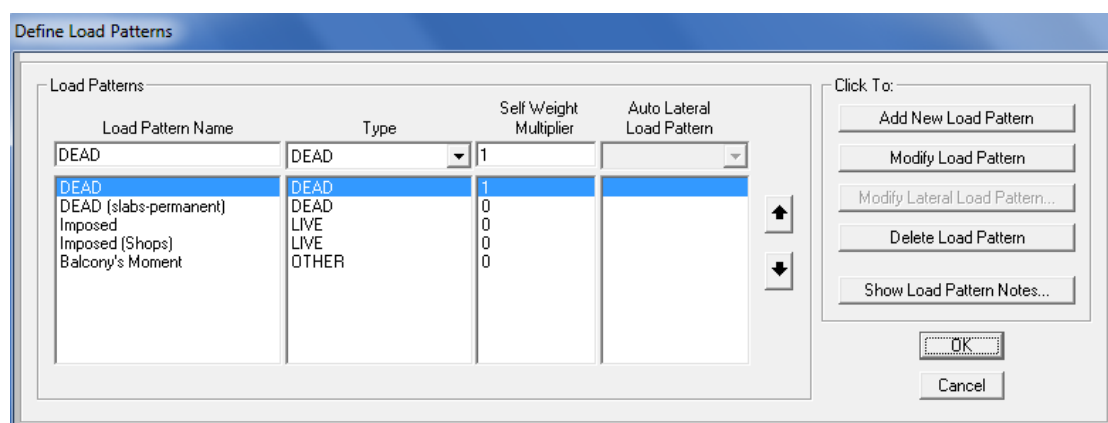 Define Load Patterns
Load Patterns
Load Pattern Name Type Self Weight Multiplier Auto Lateral Load Pattern
DEAD DEAD 1
DEAD DEAD 1
DEAD (slabs-permanent) DEAD 0
Imposed LIVE 0
Imposed (Shops) LIVE 0
Balcony's Moment OTHER 0
Click To:
Add New Load Pattern
Modify Load Pattern
Modify Lateral Load Pattern...
Delete Load Pattern
Show Load Pattern Notes...
OK
Cancel